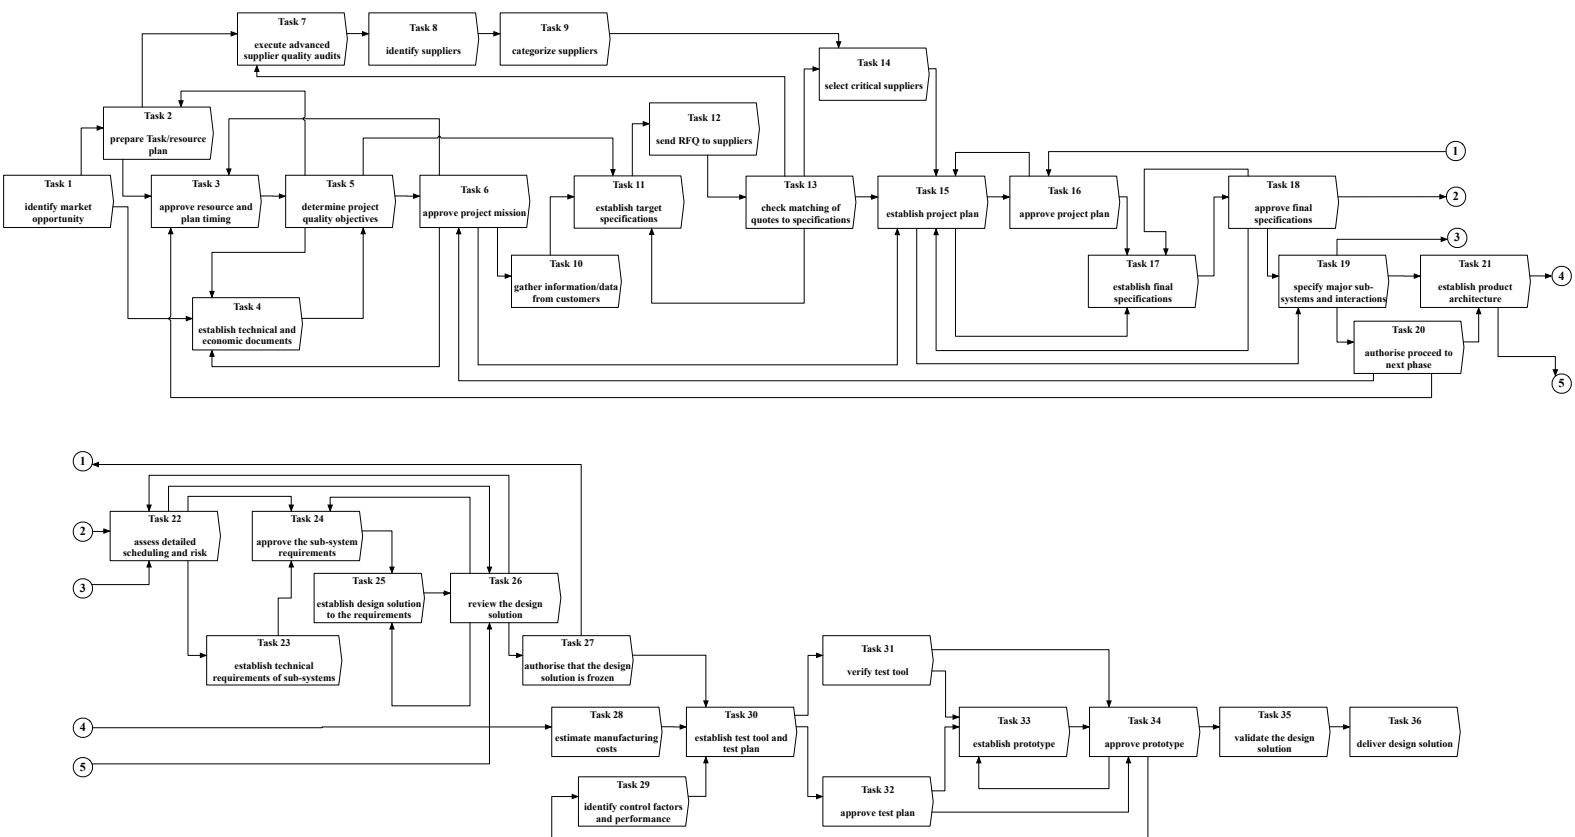 Task 7
execute advanced
supplier quality audits
Task 8
identify suppliers
Task 9
categorize suppliers
Task 14
select critical suppliers
Task 2
prepare Task/resource
plan
Task 12
send RFQ to suppliers
1
Task 1
identify market
opportunity
Task 3
approve resource and
plan timing
Task 5
determine project
quality objectives
Task 6
approve project mission
Task 11
establish target
specifications
Task 13
check matching of
quotes to specifications
Task 15
establish project plan
Task 16
approve project plan
Task 18
approve final
specifications
2
3
Task 10
gather information/data
from customers
Task 17
establish final
specifications
Task 19
specify major sub-
systems and interactions
Task 21
establish product
architecture
4
Task 4
establish technical and
economic documents
Task 20
authorise proceed to
next phase
5
1
2
Task 22
assess detailed
scheduling and risk
Task 24
approve the sub-system
requirements
3
Task 25
establish design solution
to the requirements
Task 26
review the design
solution
Task 23
establish technical
requirements of sub-systems
Task 27
authorise that the design
solution is frozen
Task 31
verify test tool
4
Task 28
estimate manufacturing
costs
Task 30
establish test tool and
test plan
Task 33
establish prototype
Task 34
approve prototype
Task 35
validate the design
solution
Task 36
deliver design solution
5
Task 29
identify control factors
and performance
Task 32
approve test plan